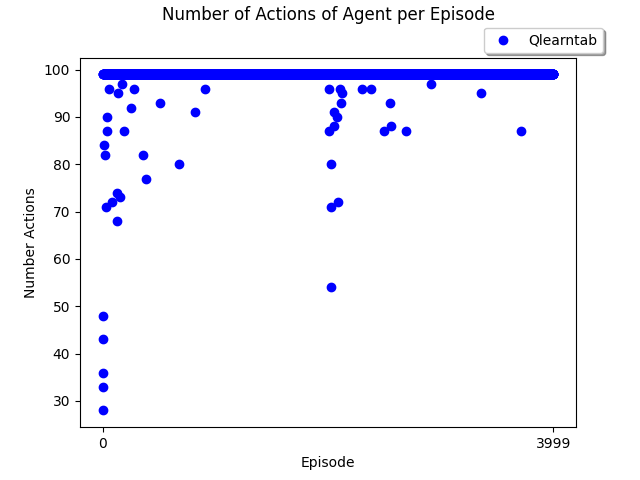 Number of Actions of Agent per Episode
Qlearntab
100
90
80
70
60
50
40
30
Number Actions
0
3999
Episode